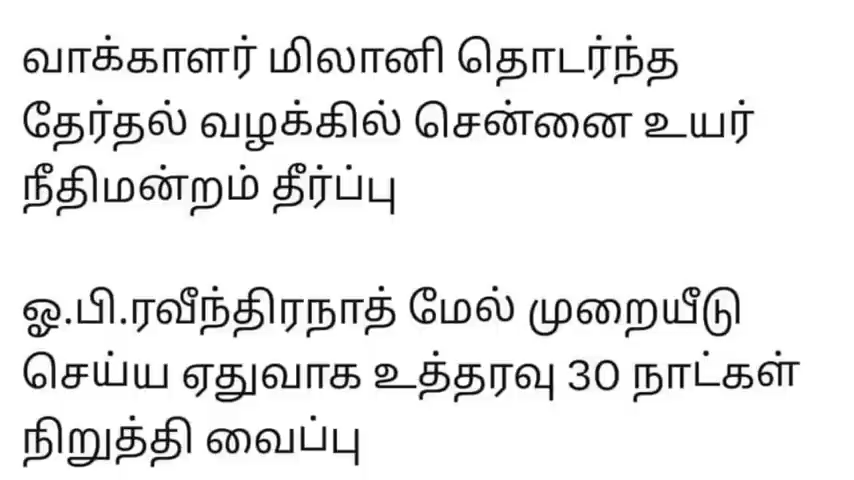 வாக்காளர் மிலானி தொடர்ந்த
தேர்தல் வழக்கில் சென்னை உயர்
நீதிமன்றம் தீர்ப்பு
ஓ.பி.ரவீந்திரநாத் மேல் முறையீடு
செய்ய ஏதுவாக உத்தரவு 30 நாட்கள்
நிறுத்தி வைப்பு